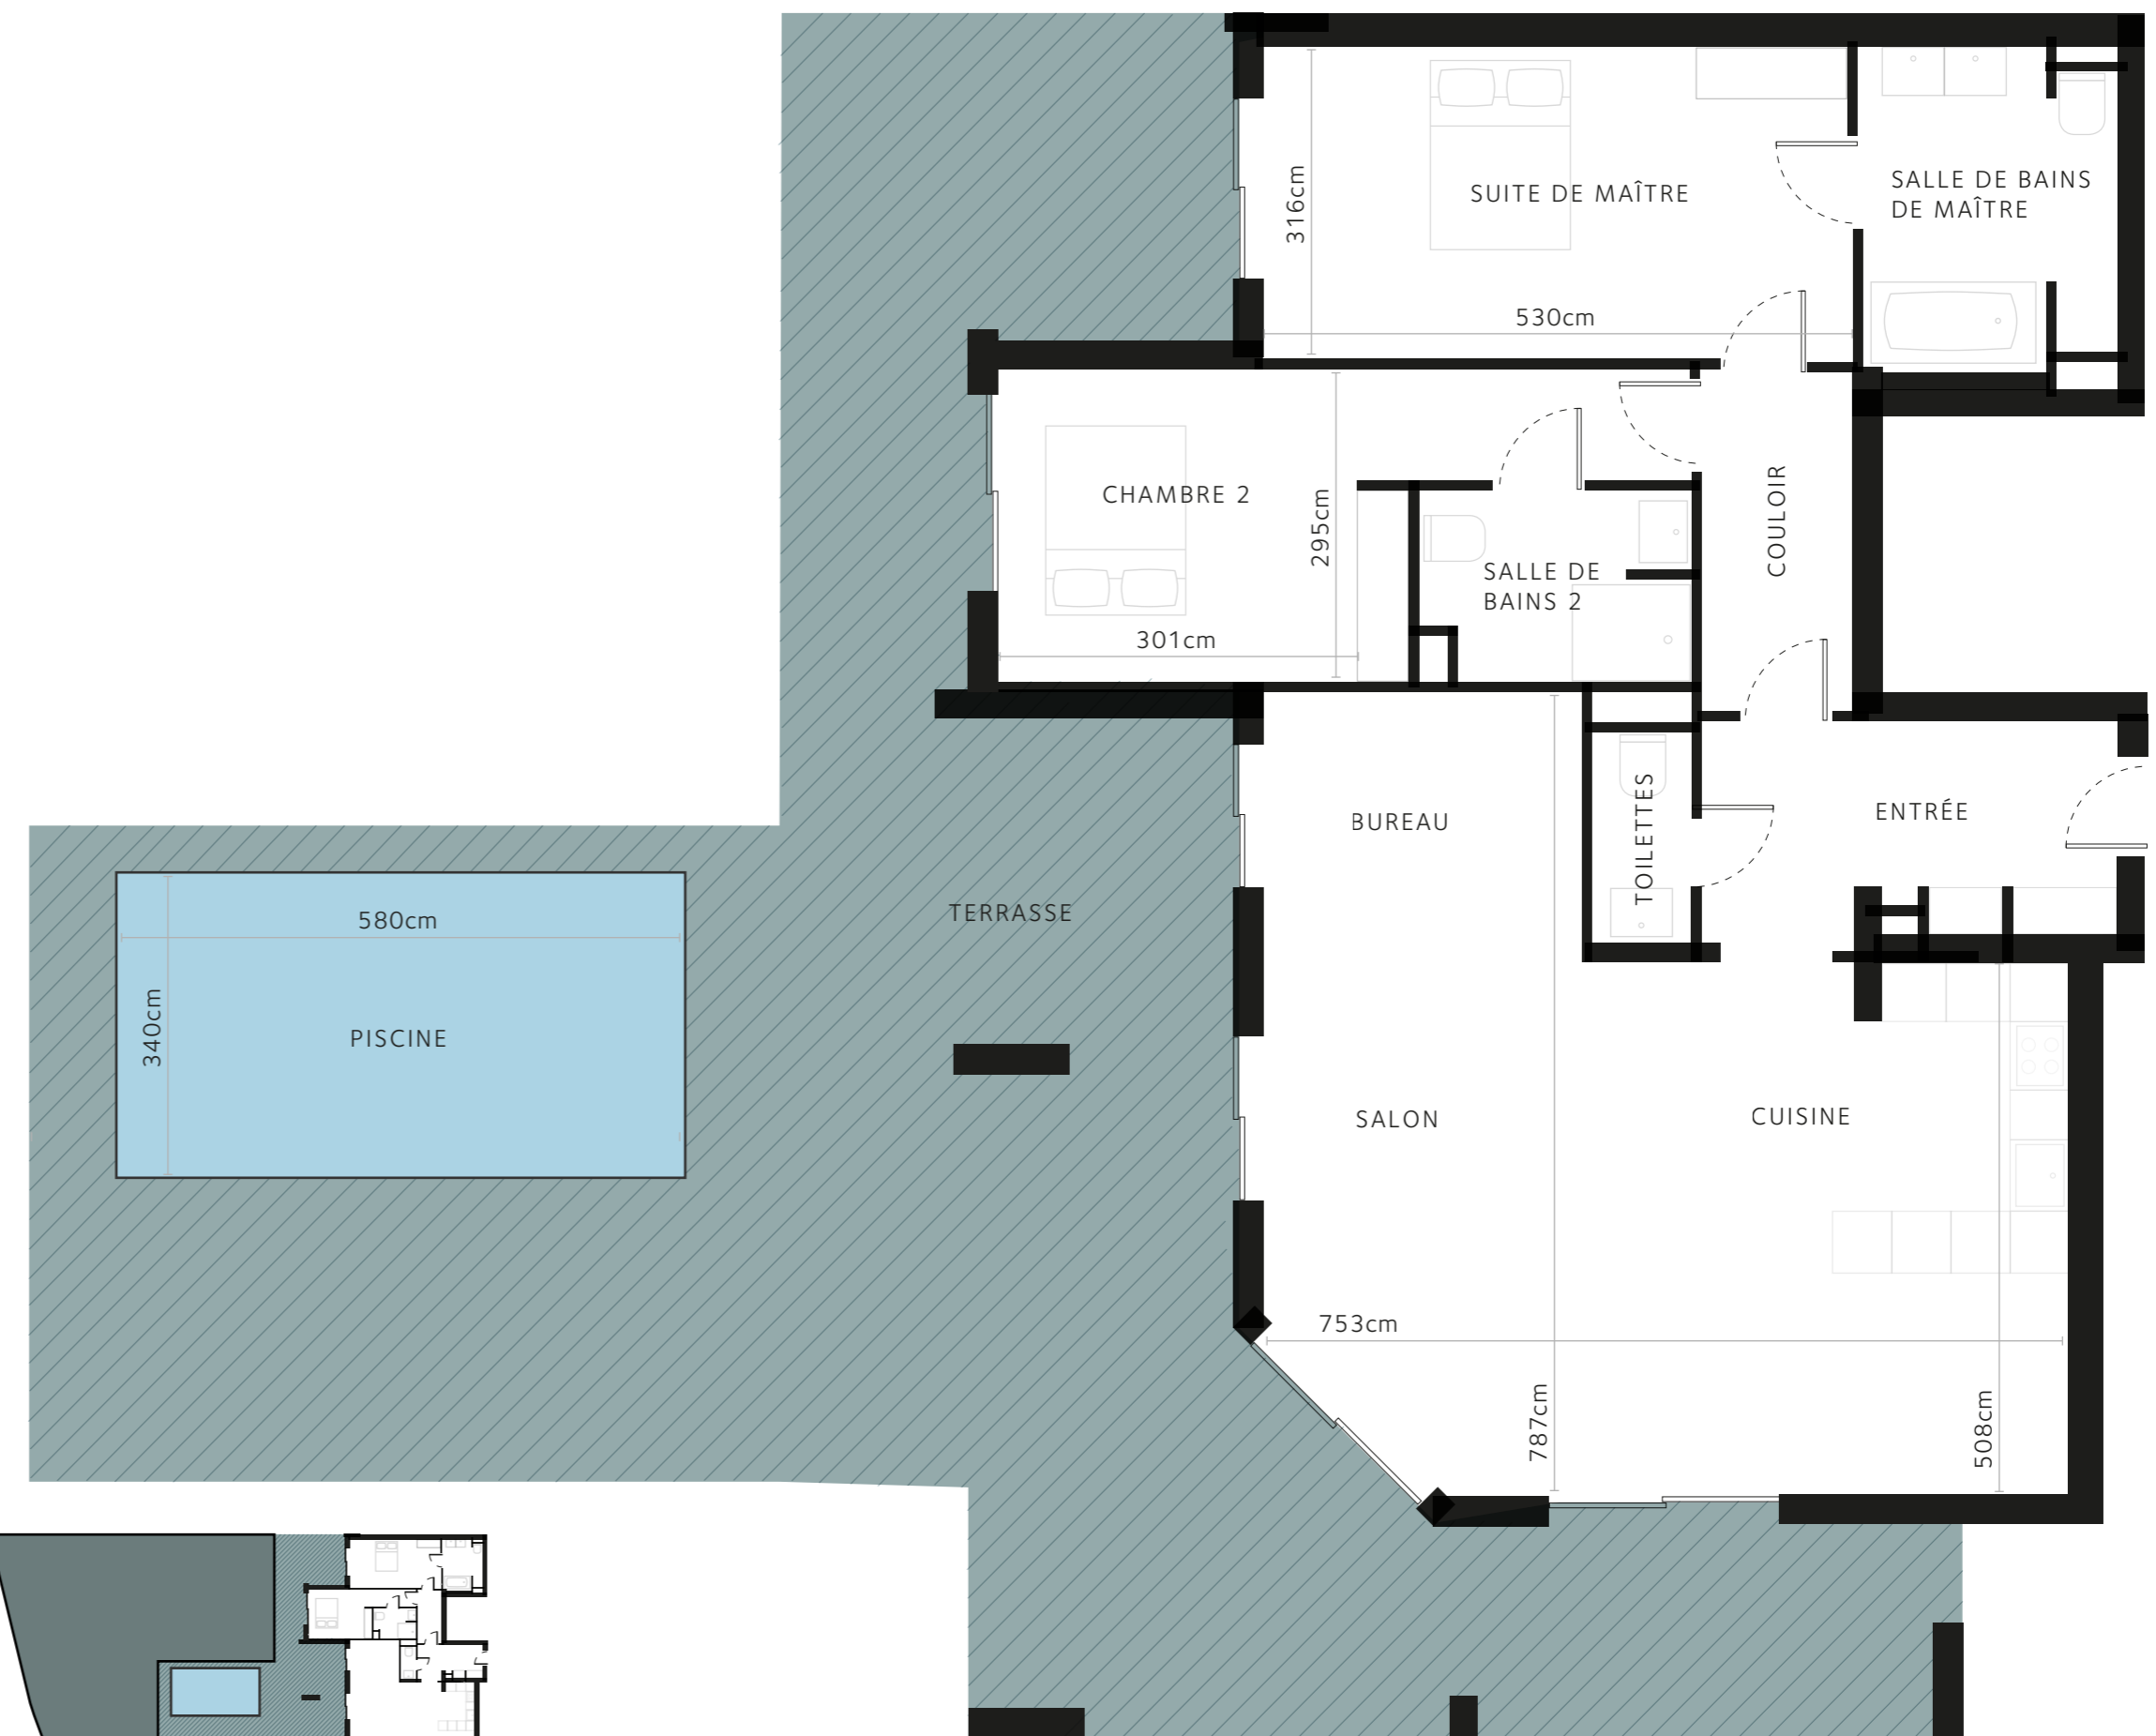 316cm
SUITE DE MAÎTRE
SALLE DE BAINS
DE MAÎTRE
530cm
CHAMBRE 2
295cm
COULOIR
SALLE DE
BAINS 2
301cm
BUREAU
TOILETTES
ENTRÉE
TERRASSE
580cm
340cm
PISCINE
SALON
CUISINE
753cm
787cm
508cm